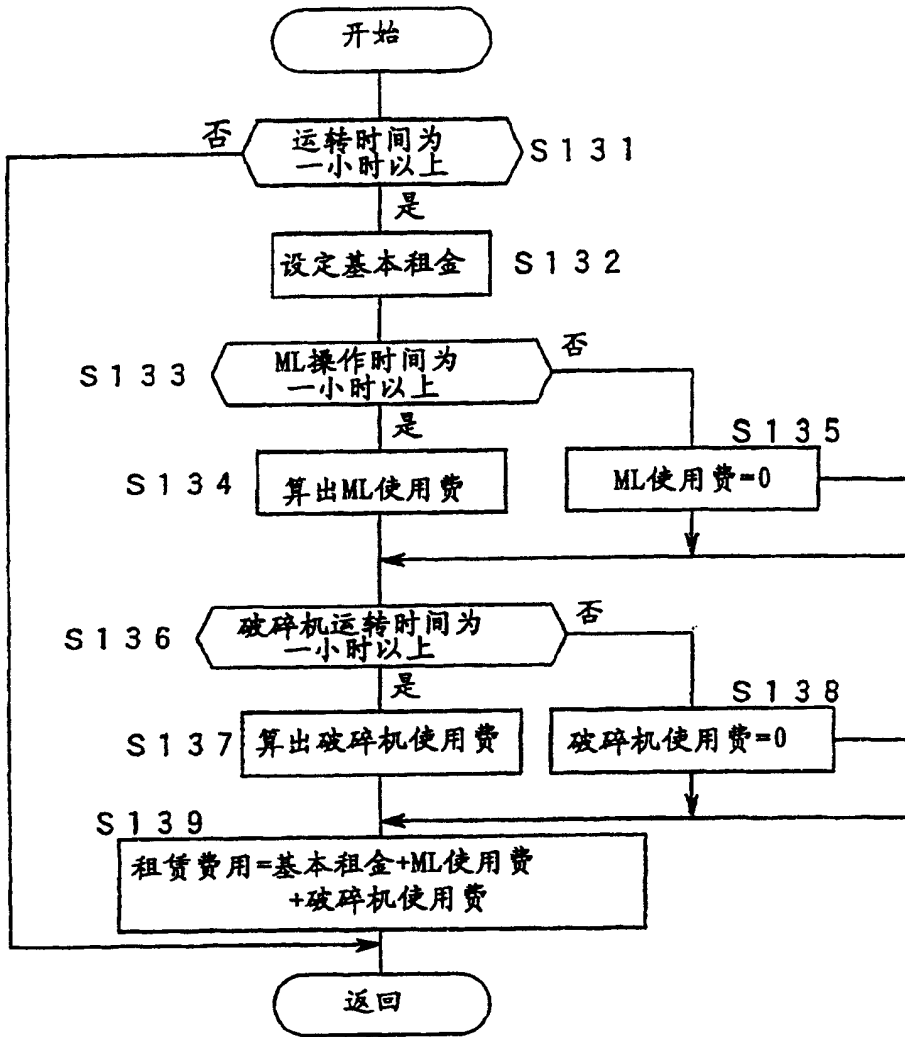 开始
否
运转时间为
一小时以上
S131
是
设定基本租金
S132
否
ML操作时间为
一小时以上
S133
是
S135
S134
算出ML使用费
ML使用费=0
否
破碎机运转时间为
一小时以上
S136
是
S138
S137
算出破碎机使用费
破碎机使用费=0
S139
租赁费用=基本租金+ML使用费
+破碎机使用费
返回